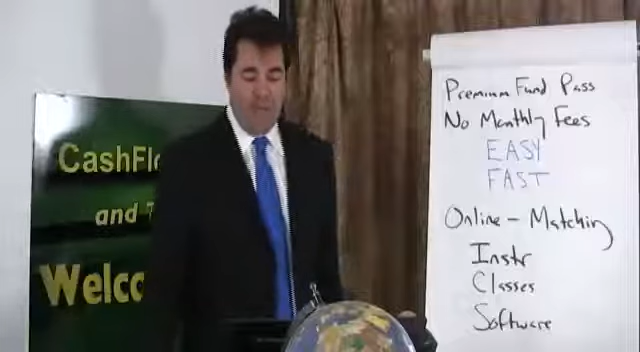 CashFlo
and T
Welco
Premium Fund Pass
No Monthly Fees
EASY
FAST
Online - Matching
Instr
Classes
Software